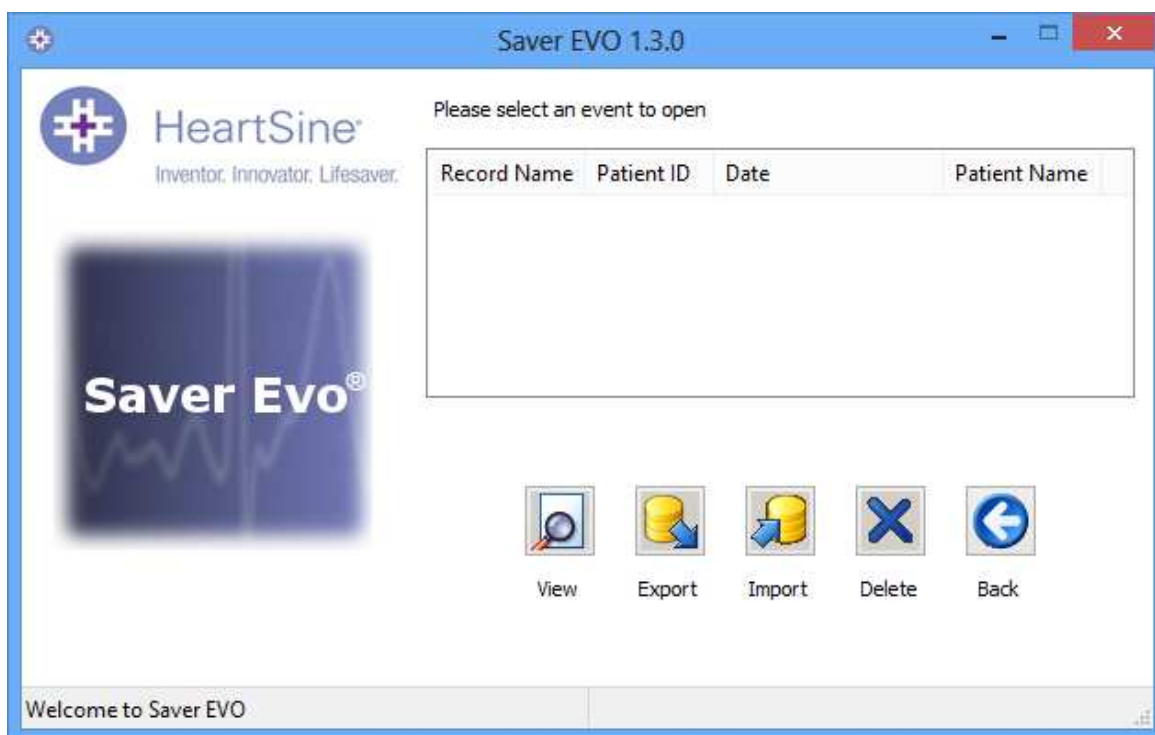 Saver EVO 1.3.0
HeartSine®
Inventor. Innovator. Lifesaver.
Please select an event to open
Record Name Patient ID Date Patient Name
Saver Evo®
View Export Import Delete Back
Welcome to Saver EVO